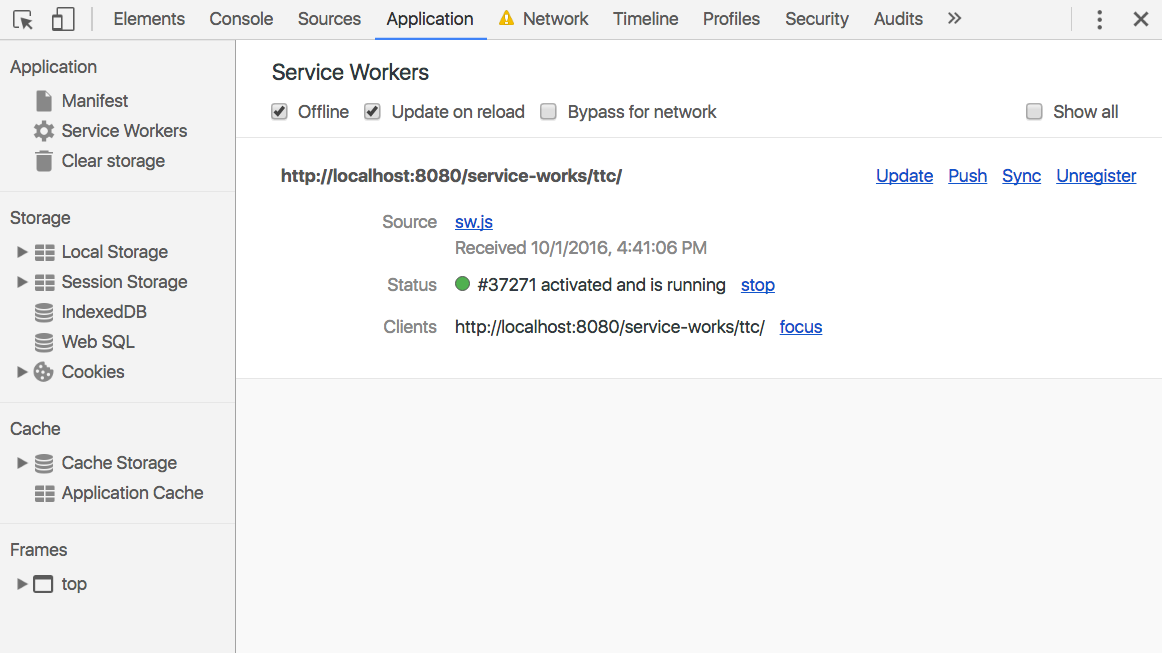 Elements Console Sources Application Network Timeline Profiles Security Audits »
Application
Manifest
Service Workers
Clear storage
Storage
Local Storage
Session Storage
IndexedDB
Web SQL
Cookies
Cache
Cache Storage
Application Cache
Frames
top
Service Workers
Offline Update on reload Bypass for network Show all
http://localhost:8080/service-works/ttc/ Update Push Sync Unregister
Source sw.js
Received 10/1/2016, 4:41:06 PM
Status #37271 activated and is running stop
Clients http://localhost:8080/service-works/ttc/ focus